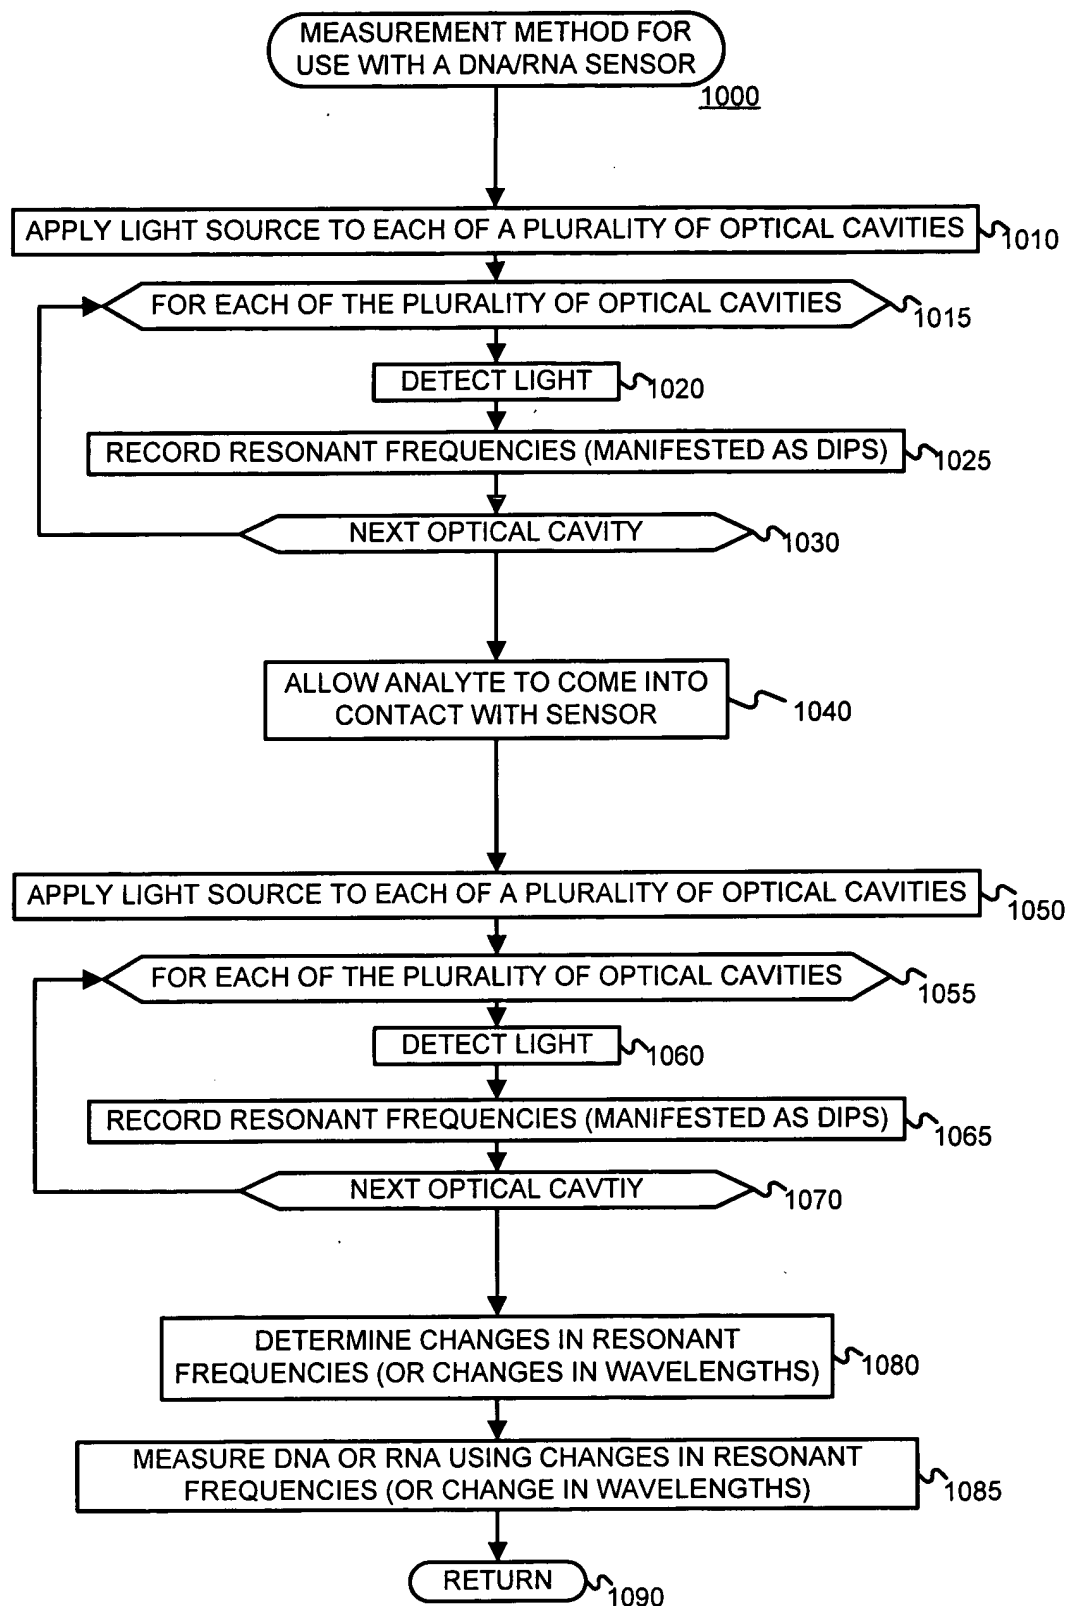 MEASUREMENT METHOD FOR
USE WITH A DNA/RNA SENSOR
1000
APPLY LIGHT SOURCE TO EACH OF A PLURALITY OF OPTICAL CAVITIES
1010
FOR EACH OF THE PLURALITY OF OPTICAL CAVITIES
1015
DETECT LIGHT
1020
RECORD RESONANT FREQUENCIES (MANIFESTED AS DIPS)
1025
NEXT OPTICAL CAVITY
1030
ALLOW ANALYTE TO COME INTO
CONTACT WITH SENSOR
1040
APPLY LIGHT SOURCE TO EACH OF A PLURALITY OF OPTICAL CAVITIES
1050
FOR EACH OF THE PLURALITY OF OPTICAL CAVITIES
1055
DETECT LIGHT
1060
RECORD RESONANT FREQUENCIES (MANIFESTED AS DIPS)
1065
NEXT OPTICAL CAVTIY
1070
DETERMINE CHANGES IN RESONANT
FREQUENCIES (OR CHANGES IN WAVELENGTHS)
1080
MEASURE DNA OR RNA USING CHANGES IN RESONANT
FREQUENCIES (OR CHANGE IN WAVELENGTHS)
1085
RETURN
1090